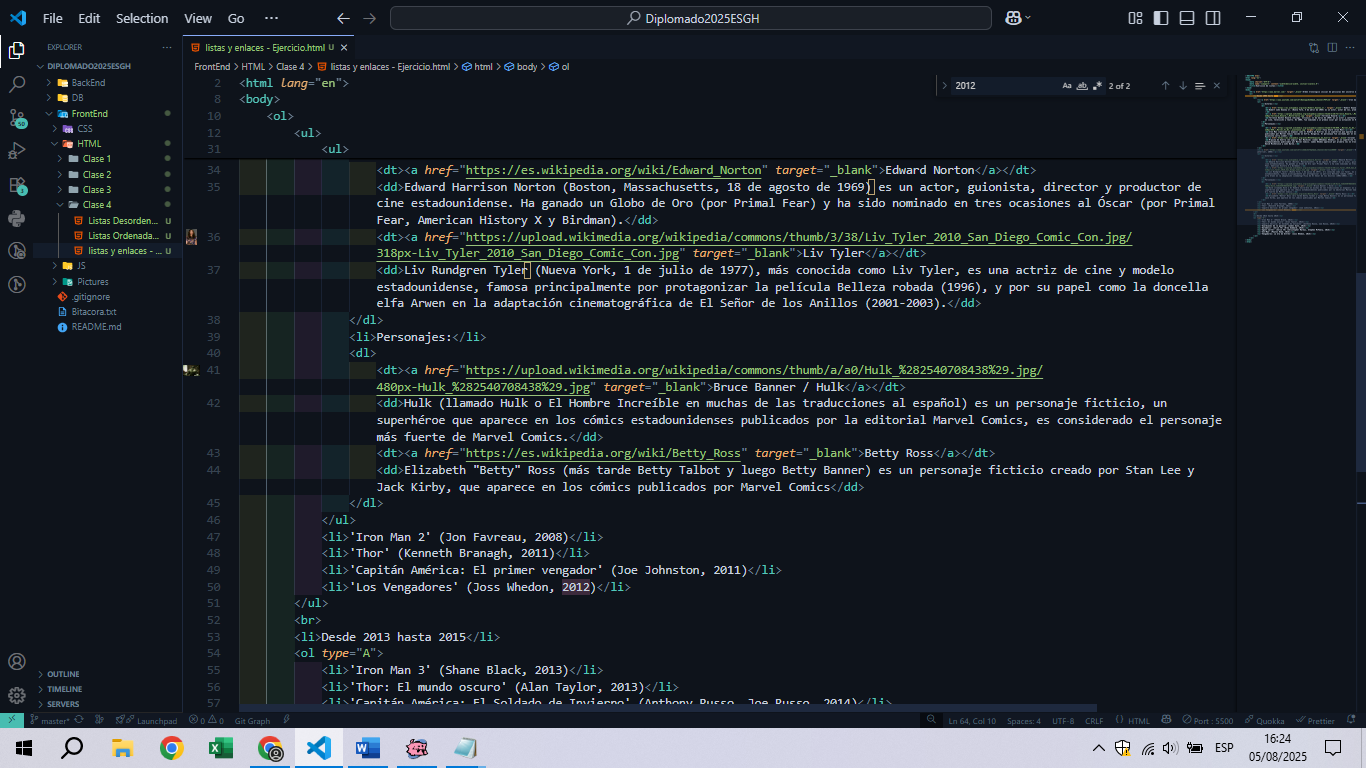 File Edit Selection View Go ··· Diplomado2025ESGH
EXPLORER ···
DIPLOMADO2025ESGH
BackEnd
DB
FrontEnd
CSS
HTML
Clase 1
Clase 2
Clase 3
Clase 4
Listas Desorden... U
Listas Ordenada... U
listas y enlaces - ... U
JS
Pictures
.gitignore
Bitacora.txt
README.md
OUTLINE
TIMELINE
SERVERS
50
3
listas y enlaces - Ejercicio.html U
FrontEnd > HTML > Clase 4 > listas y enlaces - Ejercicio.html > html > body > ol
2012 Aa ab 2 of 2
2 <html lang="en">
8 <body>
10 <ol>
12 <ul>
31 <ul>
34 <dt><a href="https://es.wikipedia.org/wiki/Edward_Norton" target="_blank">Edward Norton</a></dt>
35 <dd>Edward Harrison Norton (Boston, Massachusetts, 18 de agosto de 1969) es un actor, guionista, director y productor de
cine estadounidense. Ha ganado un Globo de Oro (por Primal Fear) y ha sido nominado en tres ocasiones al Óscar (por Primal
Fear, American History X y Birdman).</dd>
36 <dt><a href="https://upload.wikimedia.org/wikipedia/commons/thumb/3/38/Liv_Tyler_2010_San_Diego_Comic_Con.jpg/
318px-Liv_Tyler_2010_San_Diego_Comic_Con.jpg" target="_blank">Liv Tyler</a></dt>
37 <dd>Liv Rundgren Tyler (Nueva York, 1 de julio de 1977), más conocida como Liv Tyler, es una actriz de cine y modelo
estadounidense, famosa principalmente por protagonizar la película Belleza robada (1996), y por su papel como la doncella
elfa Arwen en la adaptación cinematográfica de El Señor de los Anillos (2001-2003).</dd>
38 </dl>
39 <li>Personajes:</li>
40 <dl>
41 <dt><a href="https://upload.wikimedia.org/wikipedia/commons/thumb/a/a0/Hulk_%282540708438%29.jpg/
480px-Hulk_%282540708438%29.jpg" target="_blank">Bruce Banner / Hulk</a></dt>
42 <dd>Hulk (llamado Hulk o El Hombre Increíble en muchas de las traducciones al español) es un personaje ficticio, un
superhéroe que aparece en los cómics estadounidenses publicados por la editorial Marvel Comics, es considerado el personaje
más fuerte de Marvel Comics.</dd>
43 <dt><a href="https://es.wikipedia.org/wiki/Betty_Ross" target="_blank">Betty Ross</a></dt>
44 <dd>Elizabeth "Betty" Ross (más tarde Betty Talbot y luego Betty Banner) es un personaje ficticio creado por Stan Lee y
Jack Kirby, que aparece en los cómics publicados por Marvel Comics</dd>
45 </dl>
46 </ul>
47 <li>'Iron Man 2' (Jon Favreau, 2008)</li>
48 <li>'Thor' (Kenneth Branagh, 2011)</li>
49 <li>'Capitán América: El primer vengador' (Joe Johnston, 2011)</li>
50 <li>'Los Vengadores' (Joss Whedon, 2012)</li>
51 </ul>
52 <br>
53 <li>Desde 2013 hasta 2015</li>
54 <ol type="A">
55 <li>'Iron Man 3' (Shane Black, 2013)</li>
56 <li>'Thor: El mundo oscuro' (Alan Taylor, 2013)</li>
57 <li>'Capitán América: El Soldado de Invierno' (Anthony Russo, Joe Russo, 2014)</li>
master* Launchpad 0 0 Git Graph Ln 64, Col 10 Spaces: 4 UTF-8 CRLF HTML Port : 5500 Quokka Prettier
ESP
16:24
05/08/2025